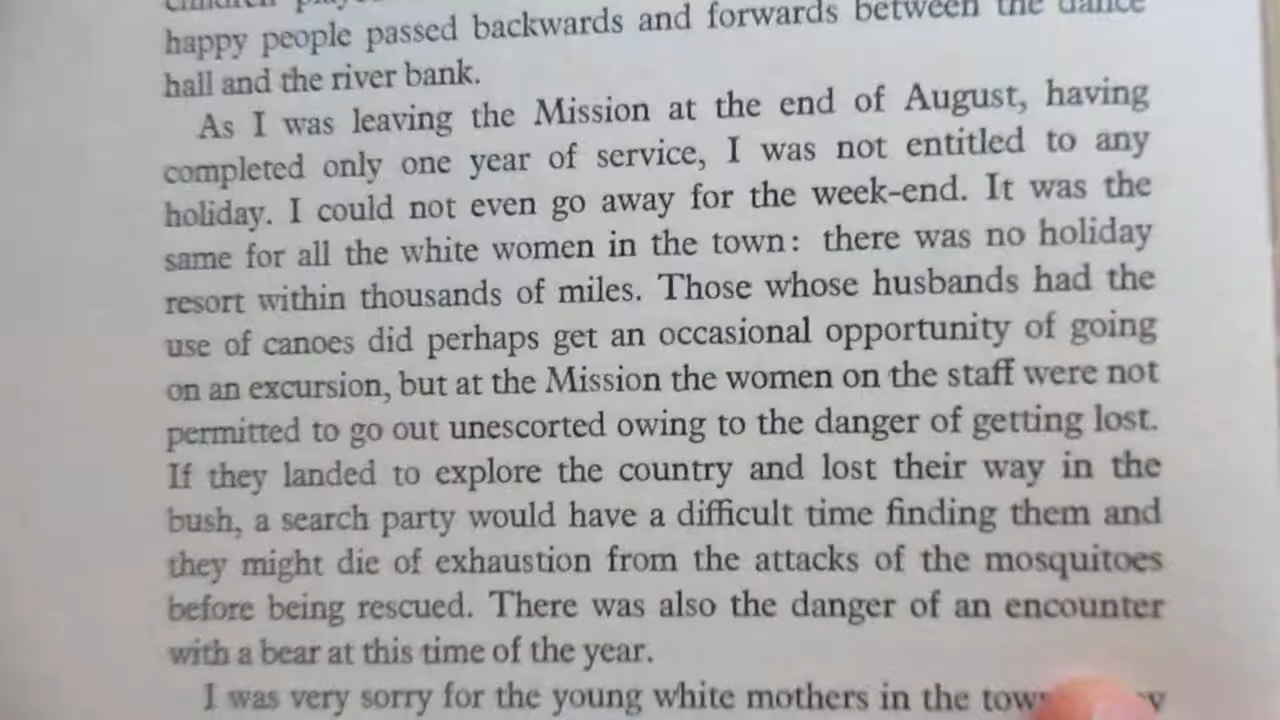 children played
happy people passed backwards and forwards between the dance
hall and the river bank.
As I was leaving the Mission at the end of August, having
completed only one year of service, I was not entitled to any
holiday. I could not even go away for the week-end. It was the
same for all the white women in the town: there was no holiday
resort within thousands of miles. Those whose husbands had the
use of canoes did perhaps get an occasional opportunity of going
on an excursion, but at the Mission the women on the staff were not
permitted to go out unescorted owing to the danger of getting lost.
If they landed to explore the country and lost their way in the
bush, a search party would have a difficult time finding them and
they might die of exhaustion from the attacks of the mosquitoes
before being rescued. There was also the danger of an encounter
with a bear at this time of the year.
I was very sorry for the young white mothers in the